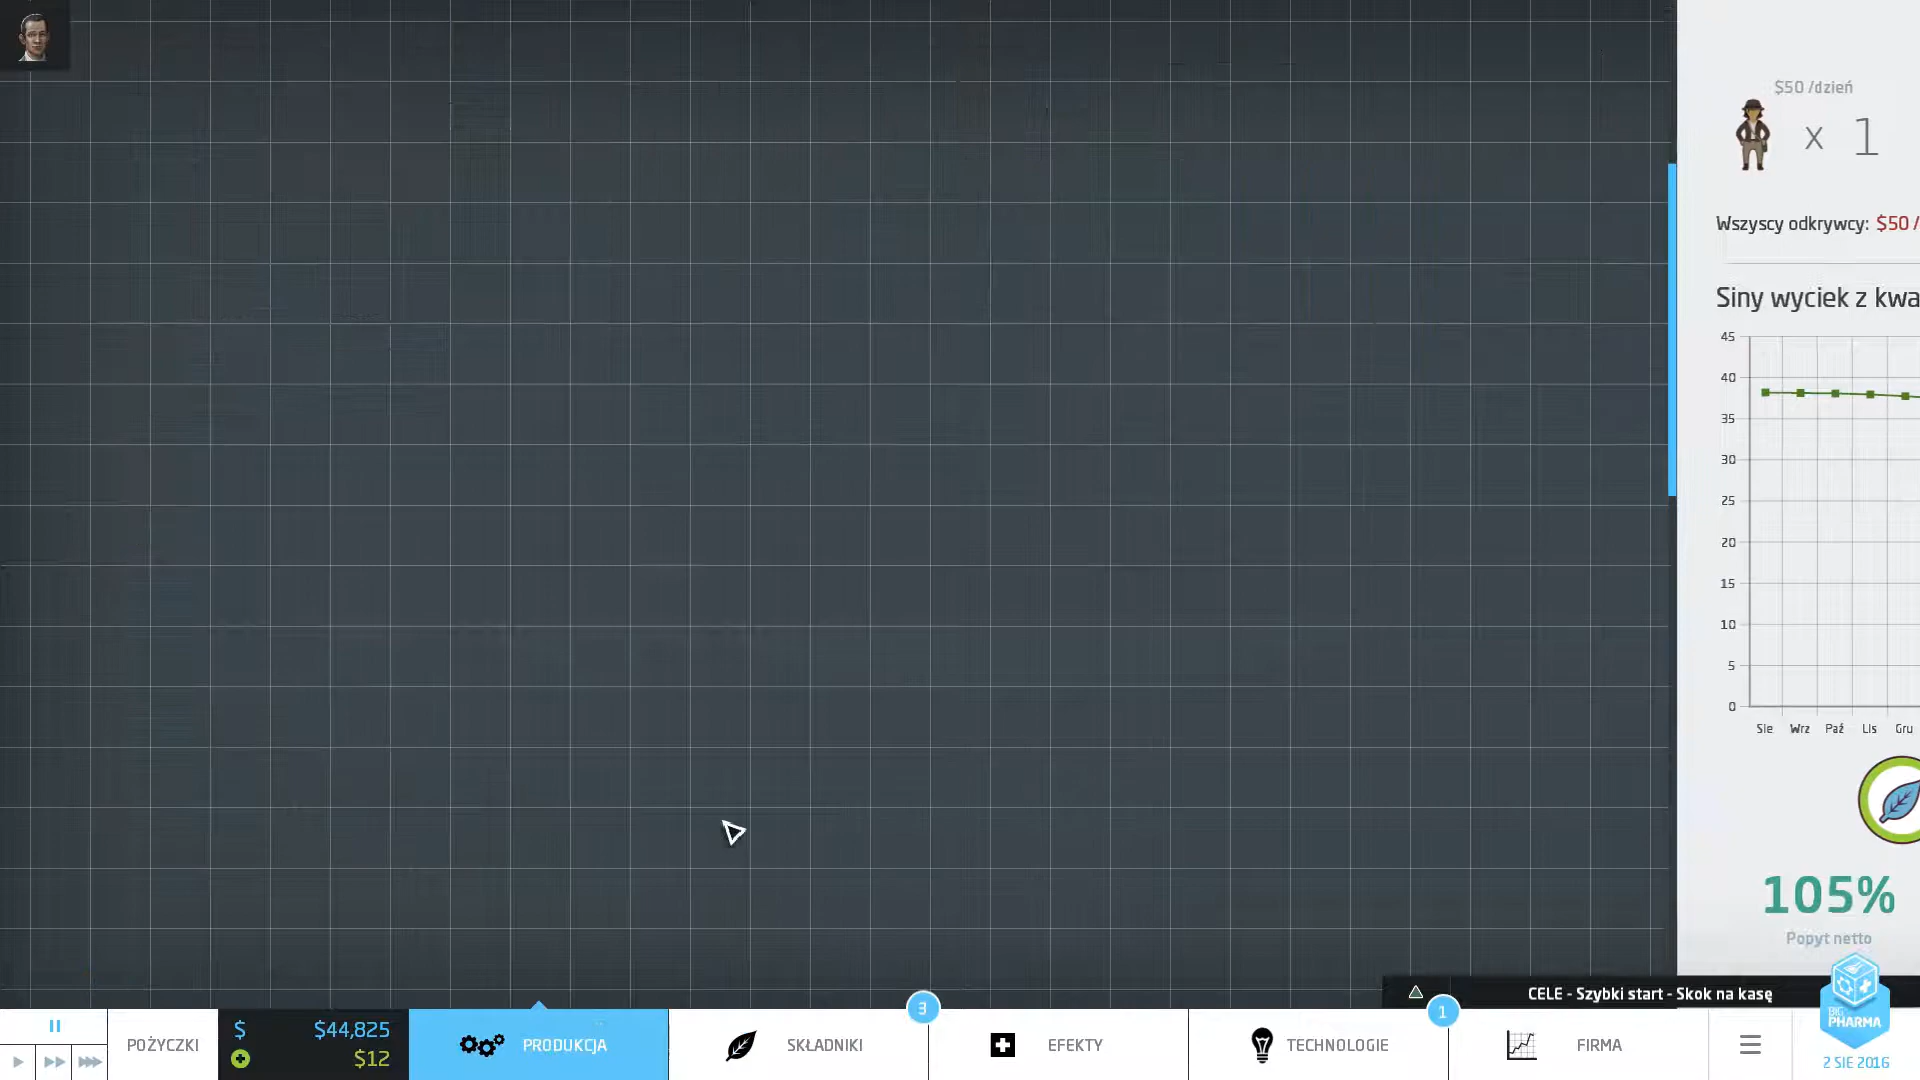 $50 /dzień
x 1
Wszyscy odkrywcy: $50 /
Siny wyciek z kwa
45
40
35
30
25
20
15
10
5
0
Sie Wrz Paź Lis Gru
105%
Popyt netto
CELE - Szybki start - Skok na kasę
3
1
POŻYCZKI
$ $44,825
$12
PRODUKCJA
SKŁADNIKI
EFEKTY
TECHNOLOGIE
FIRMA
BIG PHARMA
2 SIE 2016